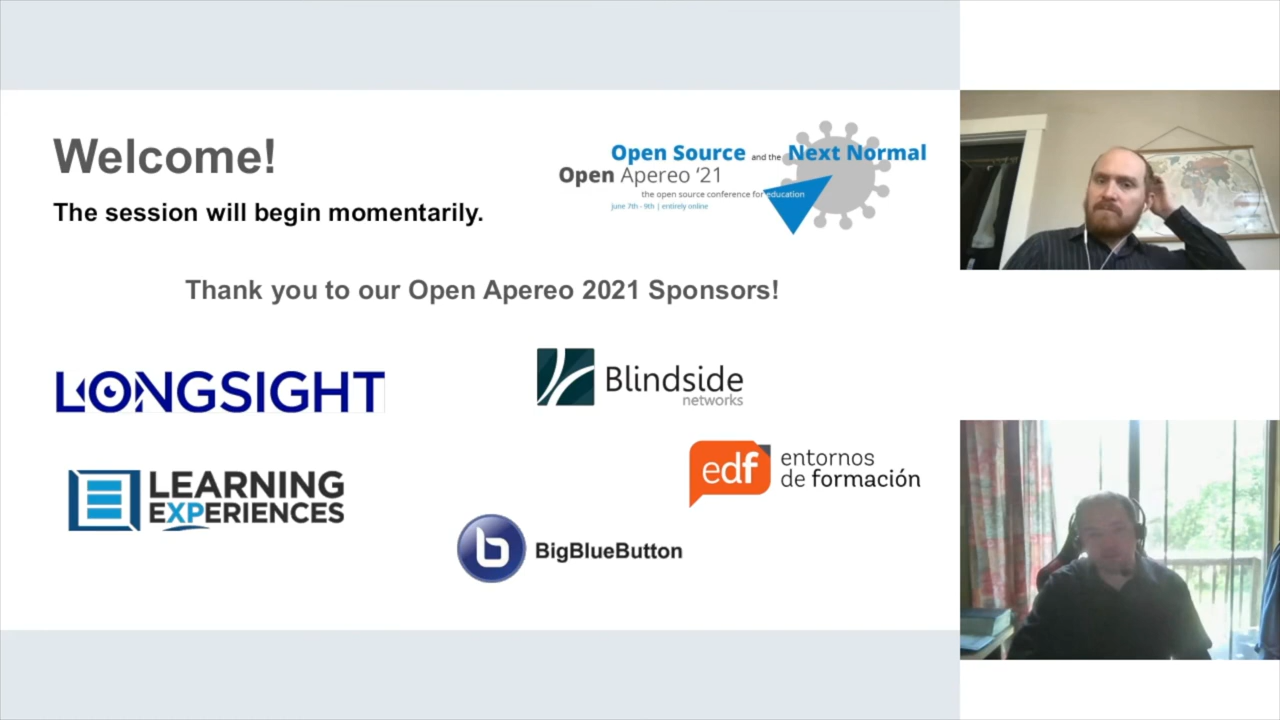 Welcome!
The session will begin momentarily.
Open Source and the Next Normal
Open Apereo ‘21
the open source conference for education
june 7th - 9th | entirely online
Thank you to our Open Apereo 2021 Sponsors!
LONGSIGHT
Blindside
networks
LEARNING
EXPERIENCES
edf entornos
de formación
b BigBlueButton